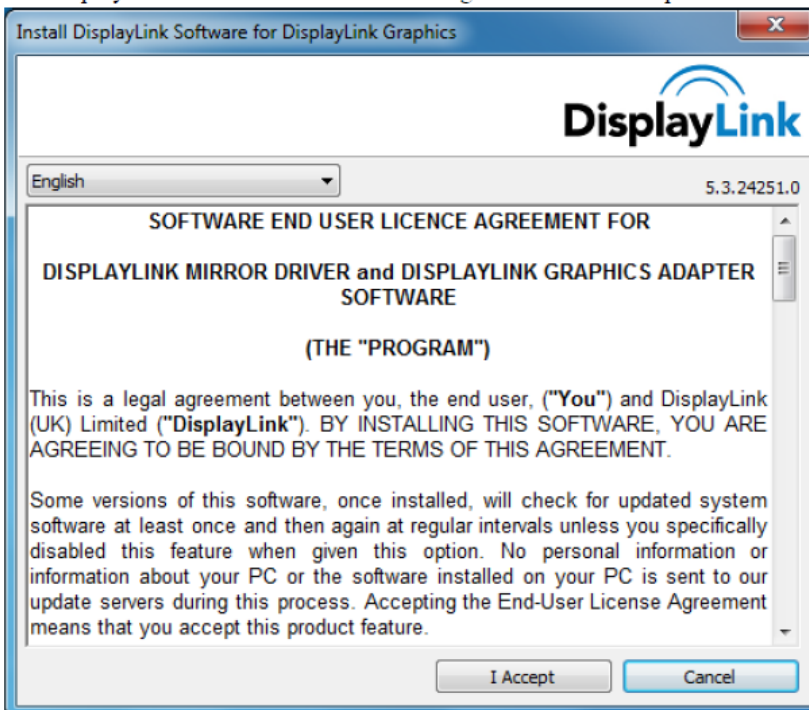 Install DisplayLink Software for DisplayLink Graphics
DisplayLink
English
5.3.24251.0
SOFTWARE END USER LICENCE AGREEMENT FOR
DISPLAYLINK MIRROR DRIVER and DISPLAYLINK GRAPHICS ADAPTER
SOFTWARE
(THE "PROGRAM")
This is a legal agreement between you, the end user, ("You") and DisplayLink
(UK) Limited ("DisplayLink"). BY INSTALLING THIS SOFTWARE, YOU ARE
AGREEING TO BE BOUND BY THE TERMS OF THIS AGREEMENT.
Some versions of this software, once installed, will check for updated system
software at least once and then again at regular intervals unless you specifically
disabled this feature when given this option. No personal information or
information about your PC or the software installed on your PC is sent to our
update servers during this process. Accepting the End-User License Agreement
means that you accept this product feature.
I Accept
Cancel